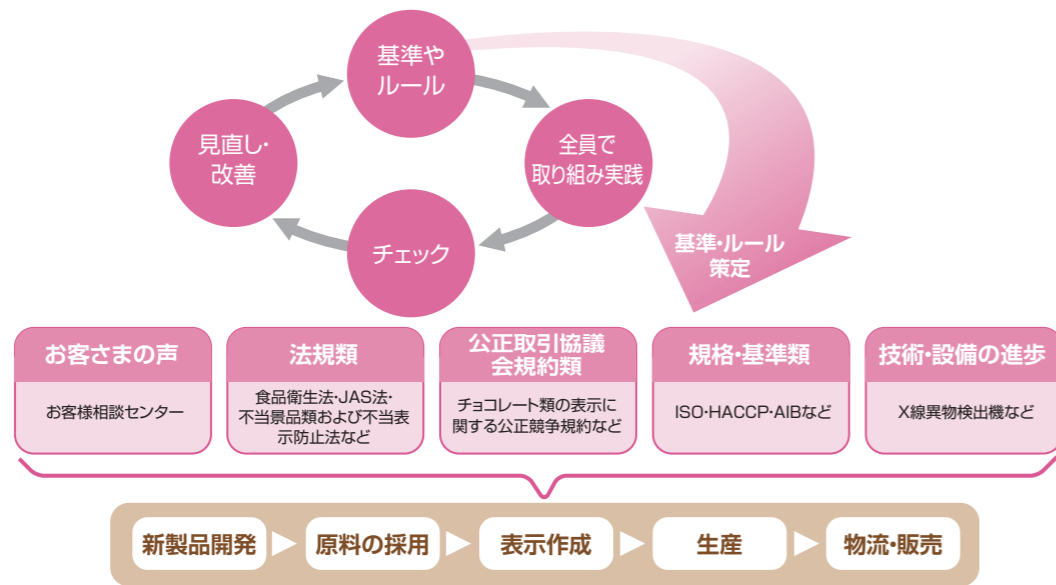 基準や
ルール
全員で
取り組み実践
チェック
見直し・
改善
基準・ルール
策定
お客さまの声
お客様相談センター
法規類
食品衛生法・JAS法・
不当景品類および不当表
示防止法など
公正取引協議
会規約類
チョコレート類の表示に
関する公正競争規約など
規格・基準類
ISO・HACCP・AIBなど
技術・設備の進歩
X線異物検出機など
新製品開発
原料の採用
表示作成
生産
物流・販売